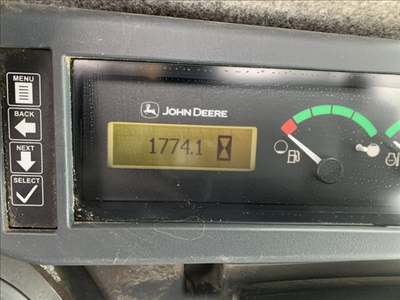 MENU
BACK
NEXT
SELECT
JOHN DEERE
1774.1